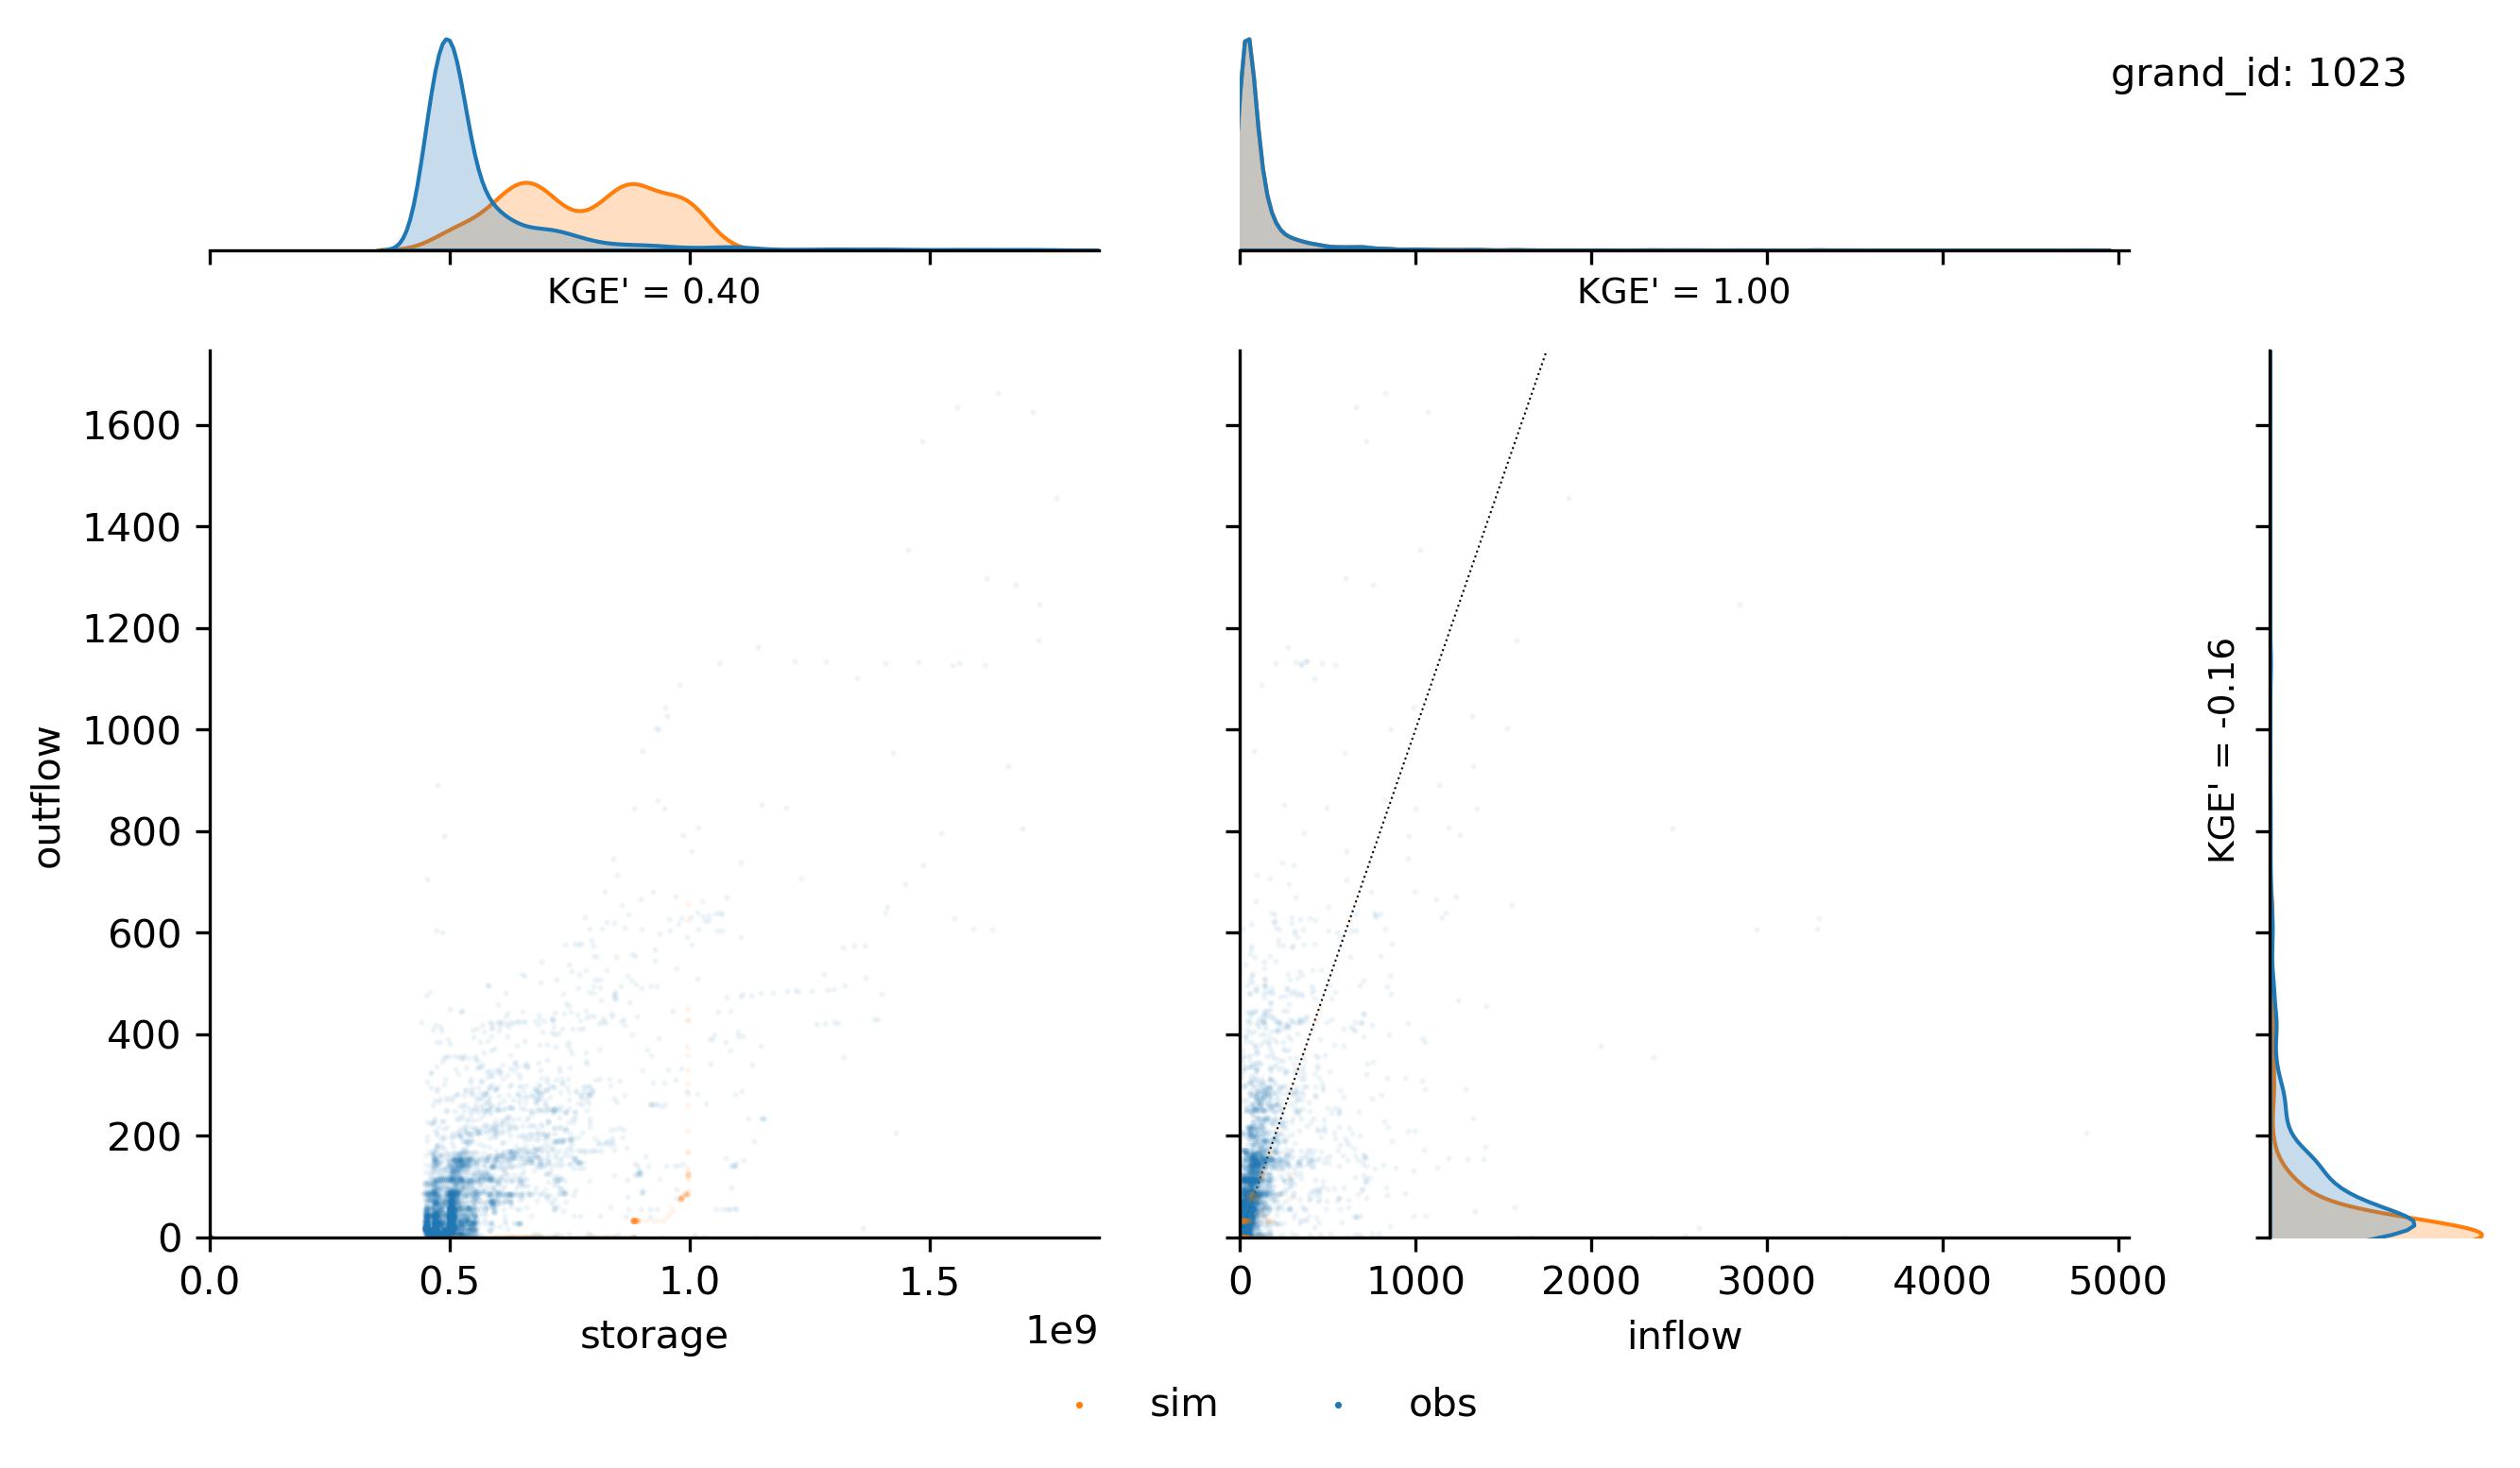 grand_id: 1023
KGE' = 0.40
KGE' = 1.00
1600
1400
1200
1000
800
600
400
200
0
outflow
KGE' = -0.16
0.0 0.5 1.0 1.5
1e9
storage
0 1000 2000 3000 4000 5000
inflow
sim obs